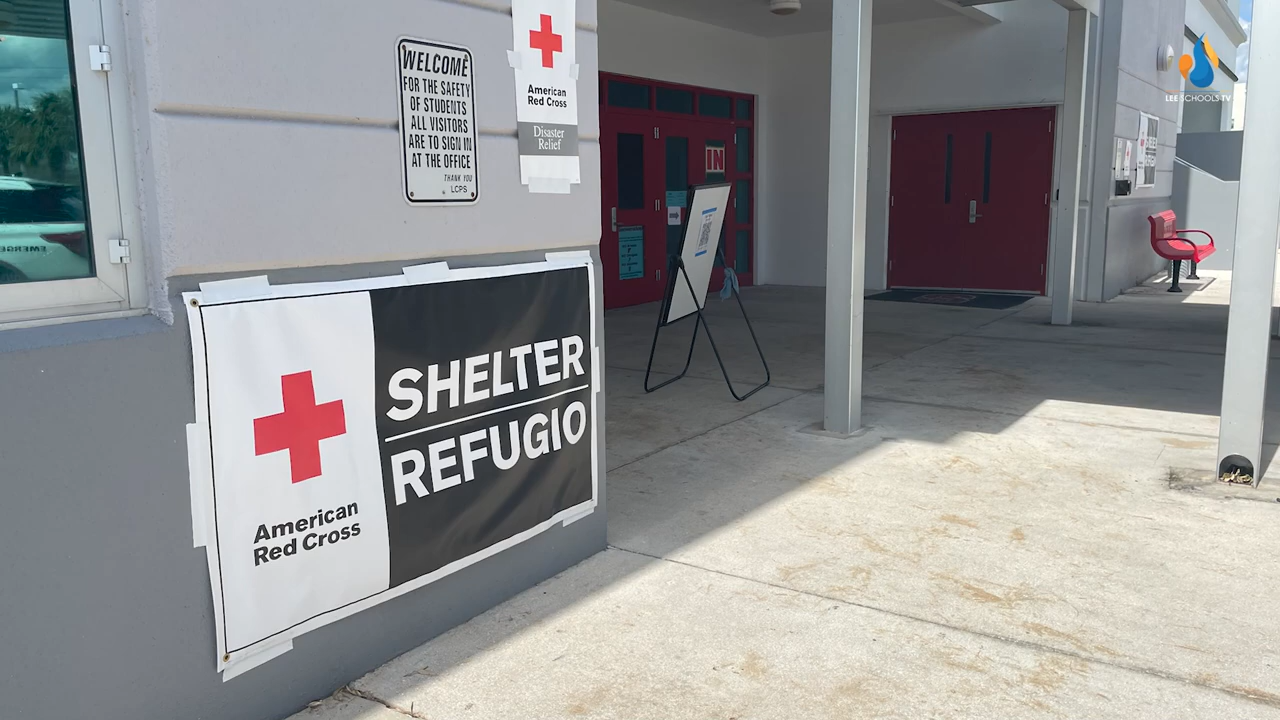 WELCOME
FOR THE SAFETY
OF STUDENTS
ALL VISITORS
ARE TO SIGN IN
AT THE OFFICE
THANK YOU
LCPS
American
Red Cross
Disaster
Relief
IN
LEE SCHOOLS TV
SHELTER
REFUGIO
American
Red Cross